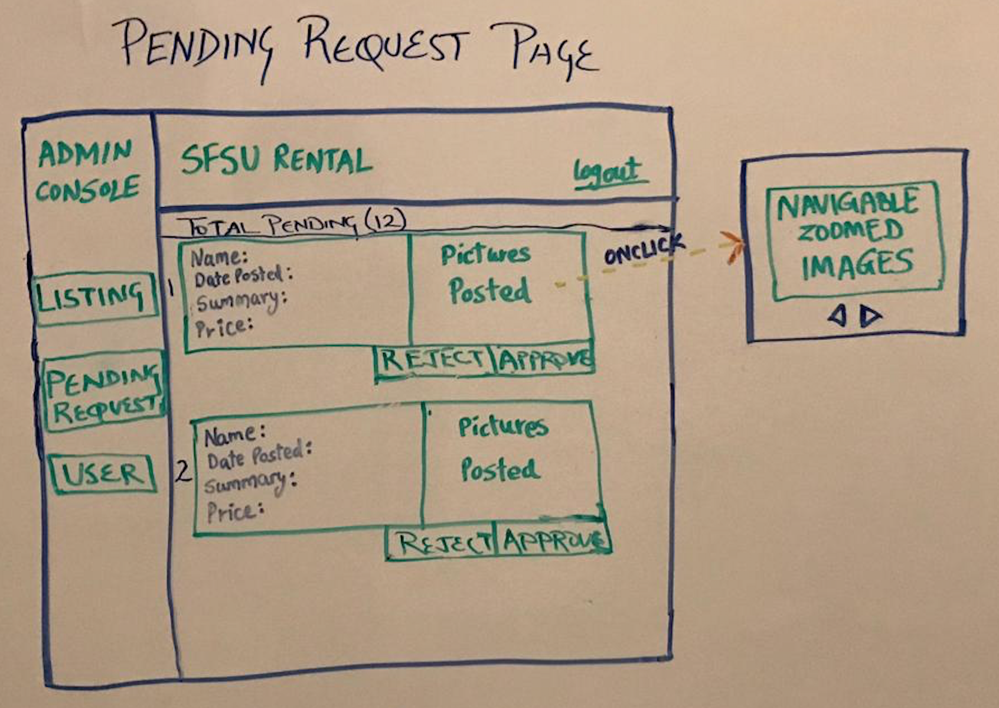 PENDING REQUEST PAGE
ADMIN
CONSOLE
LISTING
PENDING
REQUEST
USER
SFSU RENTAL
logout
TOTAL PENDING (12)
1
Name:
Date Posted:
Summary:
Price:
Pictures
Posted
REJECT APPROVE
2
Name:
Date Posted:
Summary:
Price:
Pictures
Posted
REJECT APPROVE
ONCLICK
NAVIGABLE
ZOOMED
IMAGES